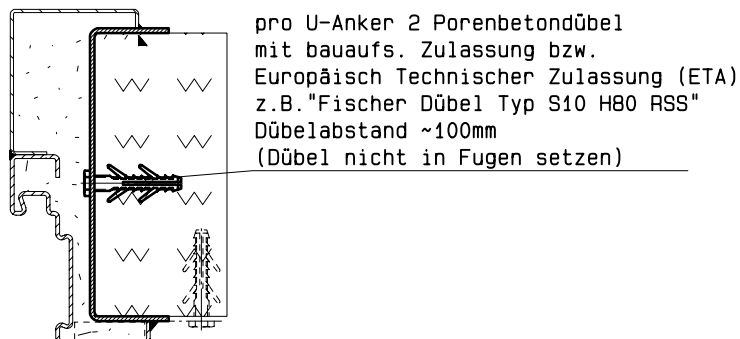 pro U-Anker 2 Porenbetondübel
mit bauaufs. Zulassung bzw.
Europäisch Technischer Zulassung (ETA)
z.B."Fischer Dübel Typ S10 H80 RSS"
Dübelabstand ~100mm
(Dübel nicht in Fugen setzen)